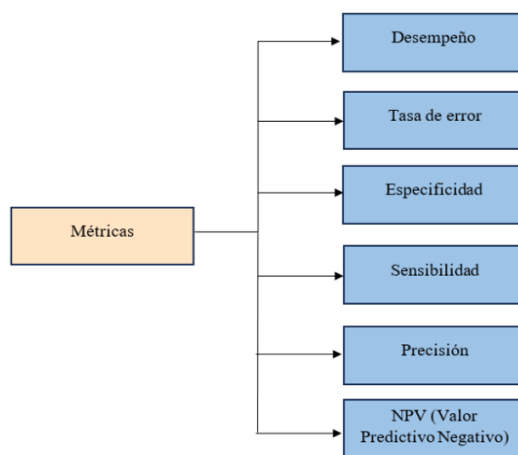 Desempeño
Tasa de error
Especificidad
Métricas
Sensibilidad
Precisión
NPV (Valor
Predictivo Negativo)